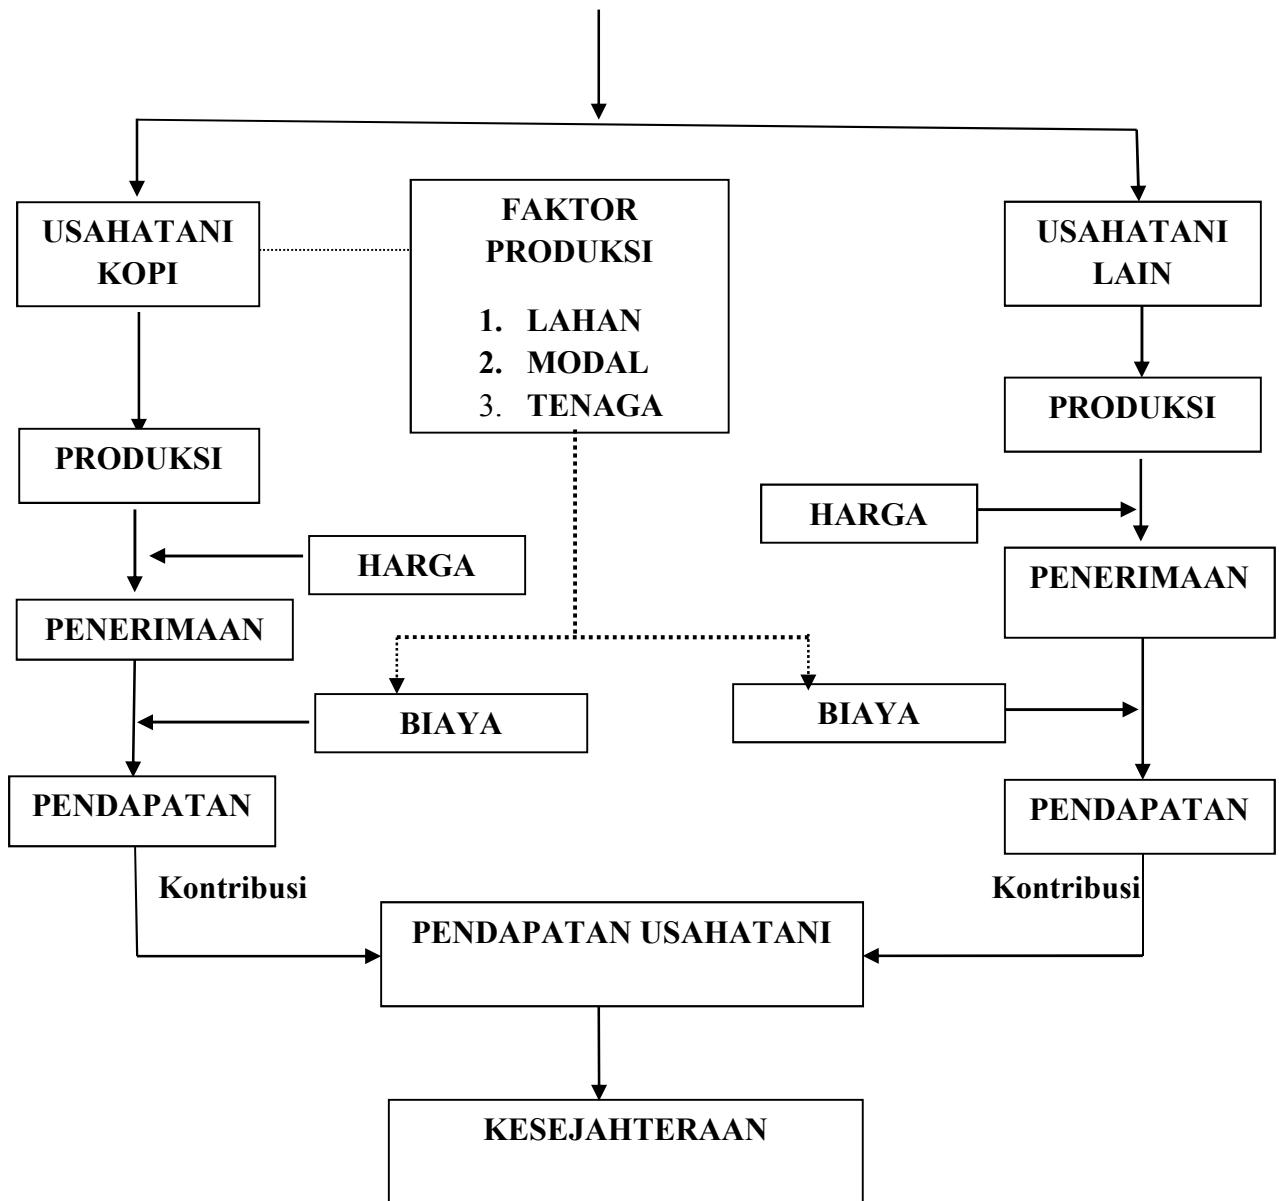 USAHATANI
KOPI
FAKTOR
PRODUKSI
1. LAHAN
2. MODAL
3. TENAGA
USAHATANI
LAIN
PRODUKSI
PRODUKSI
HARGA
HARGA
PENERIMAAN
PENERIMAAN
BIAYA
BIAYA
PENDAPATAN
PENDAPATAN
Kontribusi
Kontribusi
PENDAPATAN USAHATANI
KESEJAHTERAAN